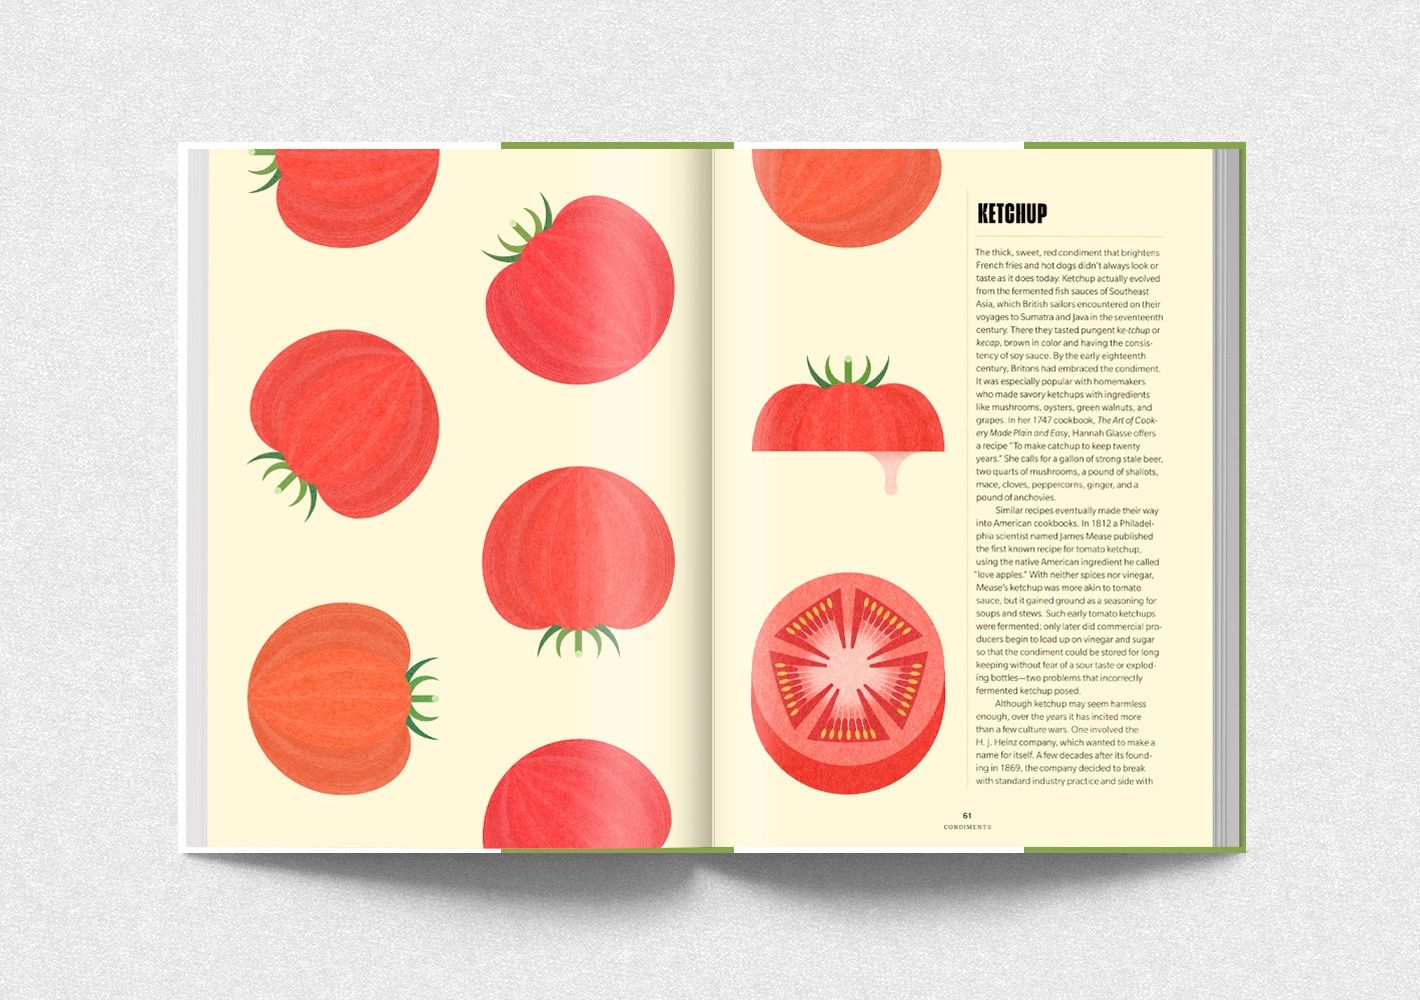 KETCHUP
The thick, sweet, red condiment that brightens
French fries and hot dogs didn't always look or
taste as it does today. Ketchup actually evolved
from the fermented fish sauces of Southeast
Asia, which British sailors encountered on their
voyages to Sumatra and Java in the seventeenth
century. There they tasted pungent ke-tchup or
kecap, brown in color and having the consis-
tency of soy sauce. By the early eighteenth
century, Britons had embraced the condiment.
It was especially popular with homemakers
who made savory ketchups with ingredients
like mushrooms, oysters, green walnuts, and
grapes. In her 1747 cookbook, The Art of Cook-
ery Made Plain and Easy, Hannah Glasse offers
a recipe "To make catchup to keep twenty
years." She calls for a gallon of strong stale beer,
two quarts of mushrooms, a pound of shallots,
mace, cloves, peppercorns, ginger, and a
pound of anchovies.
Similar recipes eventually made their way
into American cookbooks. In 1812 a Philadel-
phia scientist named James Mease published
the first known recipe for tomato ketchup,
using the native American ingredient he called
"love apples." With neither spices nor vinegar,
Mease's ketchup was more akin to tomato
sauce, but it gained ground as a seasoning for
soups and stews. Such early tomato ketchups
were fermented; only later did commercial pro-
ducers begin to load up on vinegar and sugar
so that the condiment could be stored for long
keeping without fear of a sour taste or explod-
ing bottles—two problems that incorrectly
fermented ketchup posed.
Although ketchup may seem harmless
enough, over the years it has incited more
than a few culture wars. One involved the
H. J. Heinz company, which wanted to make a
name for itself. A few decades after its found-
ing in 1869, the company decided to break
with standard industry practice and side with
61
CONDIMENTS